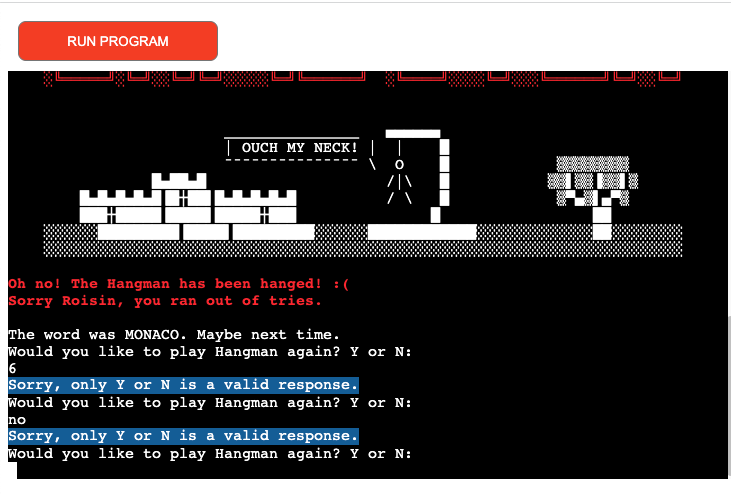 RUN PROGRAM
OUCH MY NECK!
Oh no! The Hangman has been hanged! :(
Sorry Roisin, you ran out of tries.
The word was MONACO. Maybe next time.
Would you like to play Hangman again? Y or N:
6
Sorry, only Y or N is a valid response.
Would you like to play Hangman again? Y or N:
no
Sorry, only Y or N is a valid response.
Would you like to play Hangman again? Y or N: